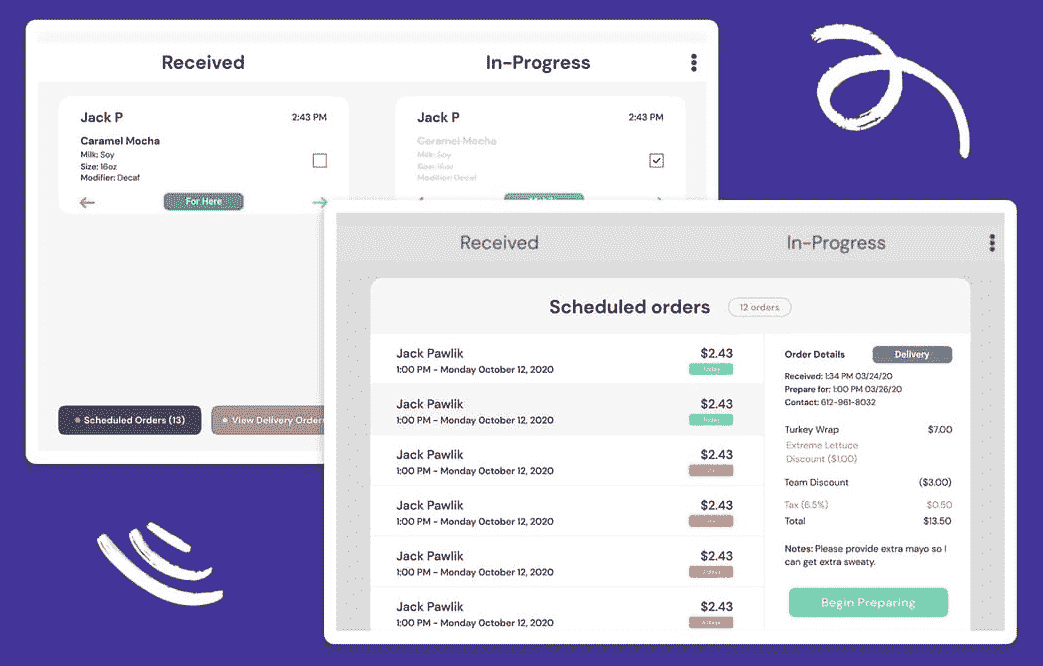 Received
In-Progress
Jack P
2:43 PM
Caramel Mocha
Milk: Soy
Size: 16oz
Modifier: Decaf
For Here
Jack P
2:43 PM
Caramel Mocha
Milk: Soy
Size: 16oz
Modifier: Decaf
Scheduled Orders (13)
View Delivery Order
Received
In-Progress
Scheduled orders
12 orders
Jack Pawlik
$2.43
1:00 PM - Monday October 12, 2020
Today
Jack Pawlik
$2.43
1:00 PM - Monday October 12, 2020
Today
Jack Pawlik
$2.43
1:00 PM - Monday October 12, 2020
Jack Pawlik
$2.43
1:00 PM - Monday October 12, 2020
Jack Pawlik
$2.43
1:00 PM - Monday October 12, 2020
Jack Pawlik
$2.43
1:00 PM - Monday October 12, 2020
Order Details
Delivery
Received: 1:34 PM 03/24/20
Prepare for: 1:00 PM 03/26/20
Contact: 612-961-8032
Turkey Wrap
$7.00
Extreme Lettuce
Discount ($1.00)
Team Discount
($3.00)
Tax (6.5%)
$0.50
Total
$13.50
Notes: Please provide extra mayo so I
can get extra sweaty.
Begin Preparing